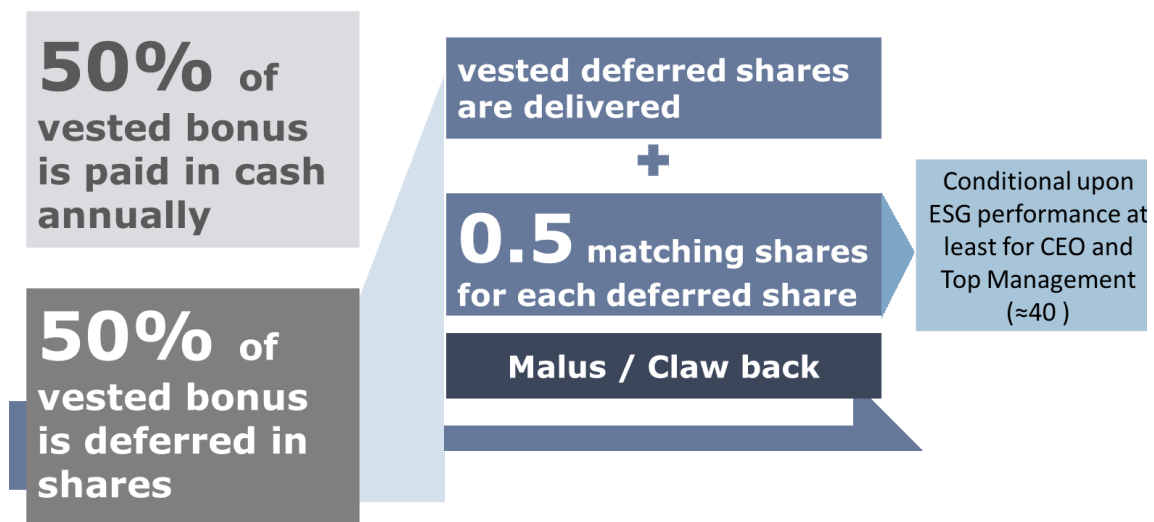 50% of
vested bonus
is paid in cash
annually
50% of
vested bonus
is deferred in
shares
vested deferred shares
are delivered
+
0.5 matching shares
for each deferred share
Malus / Claw back
Conditional upon
ESG performance at
least for CEO and
Top Management
(≈40 )